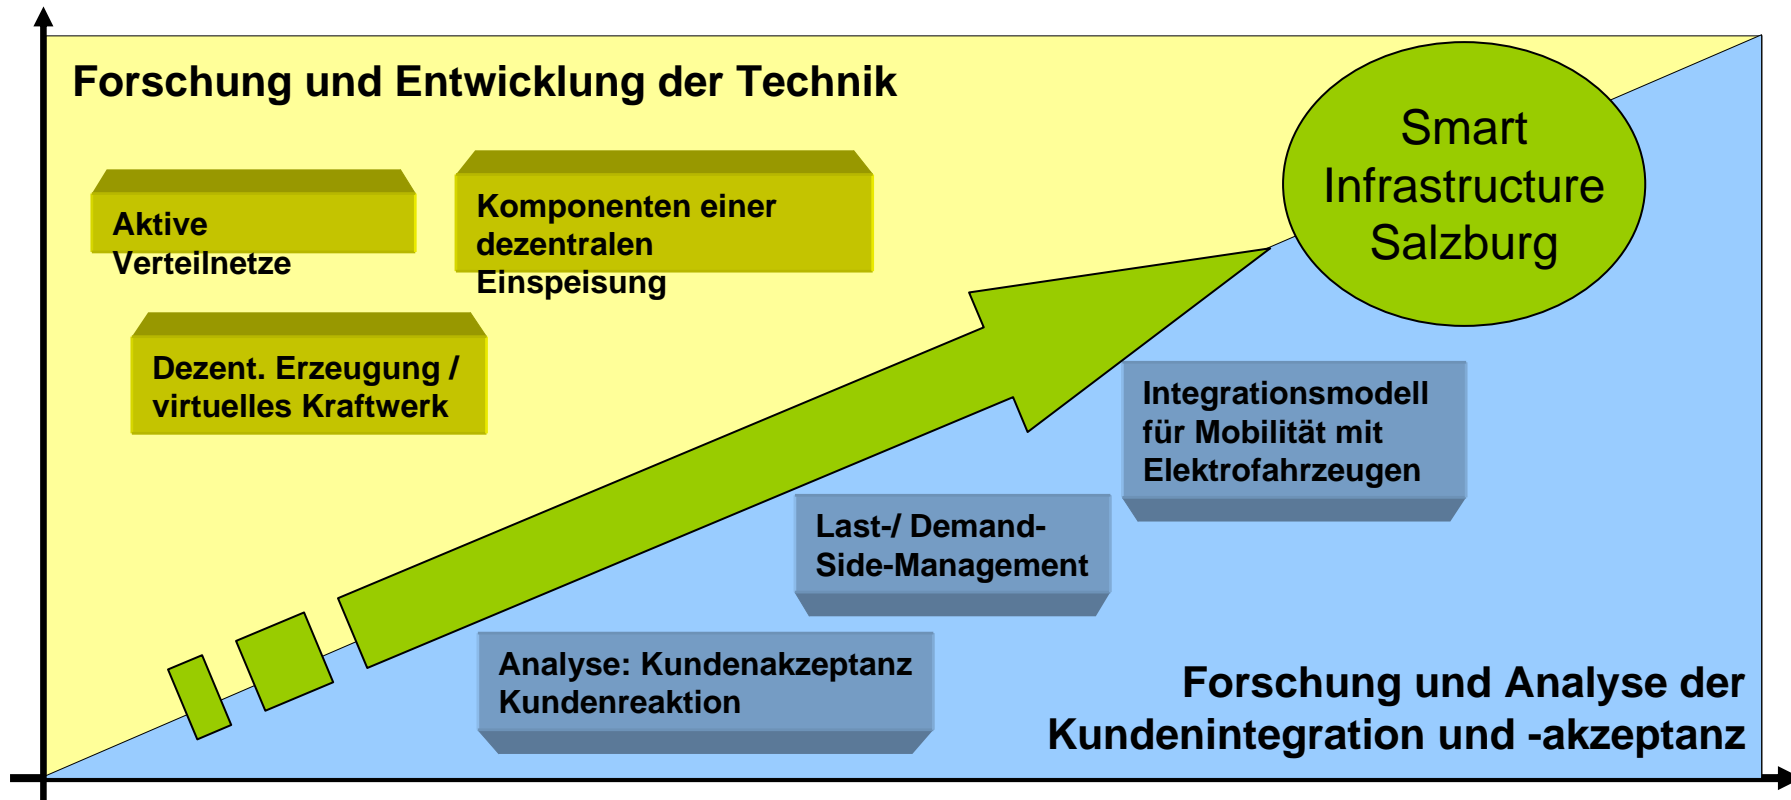 Forschung und Entwicklung der Technik
Aktive
Verteilnetze
Komponenten einer
dezentralen
Einspeisung
Dezent. Erzeugung /
virtuelles Kraftwerk
Smart
Infrastructure
Salzburg
Integrationsmodell
für Mobilität mit
Elektrofahrzeugen
Last-/ Demand-
Side-Management
Analyse: Kundenakzeptanz
Kundenreaktion
Forschung und Analyse der
Kundenintegration und -akzeptanz